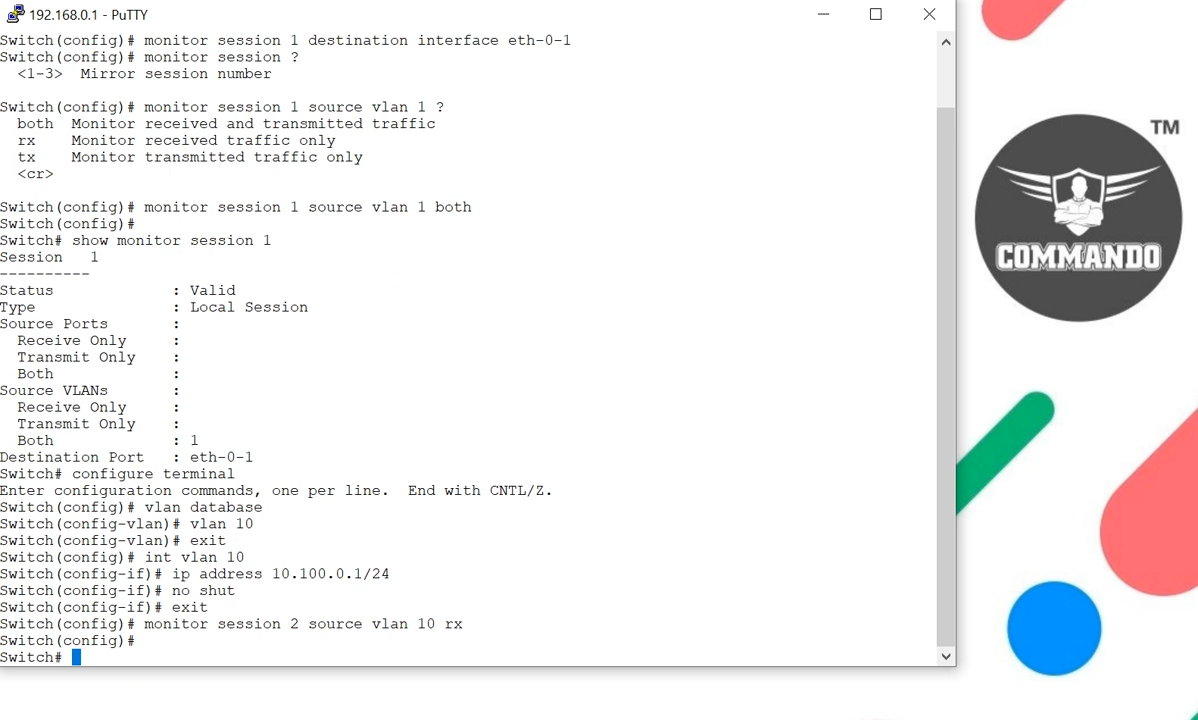 192.168.0.1 - PuTTY
Switch(config)# monitor session 1 destination interface eth-0-1
Switch(config)# monitor session ?
  <1-3>  Mirror session number

Switch(config)# monitor session 1 source vlan 1 ?
  both  Monitor received and transmitted traffic
  rx    Monitor received traffic only
  tx    Monitor transmitted traffic only
  <cr>

Switch(config)# monitor session 1 source vlan 1 both
Switch(config)#
Switch# show monitor session 1
Session   1
----------
Status             : Valid
Type               : Local Session
Source Ports       :
  Receive Only     :
  Transmit Only    :
  Both             :
Source VLANs       :
  Receive Only     :
  Transmit Only    :
  Both             : 1
Destination Port   : eth-0-1
Switch# configure terminal
Enter configuration commands, one per line.  End with CNTL/Z.
Switch(config)# vlan database
Switch(config-vlan)# vlan 10
Switch(config-vlan)# exit
Switch(config)# int vlan 10
Switch(config-if)# ip address 10.100.0.1/24
Switch(config-if)# no shut
Switch(config-if)# exit
Switch(config)# monitor session 2 source vlan 10 rx
Switch(config)#
Switch#
TM
COMMANDO